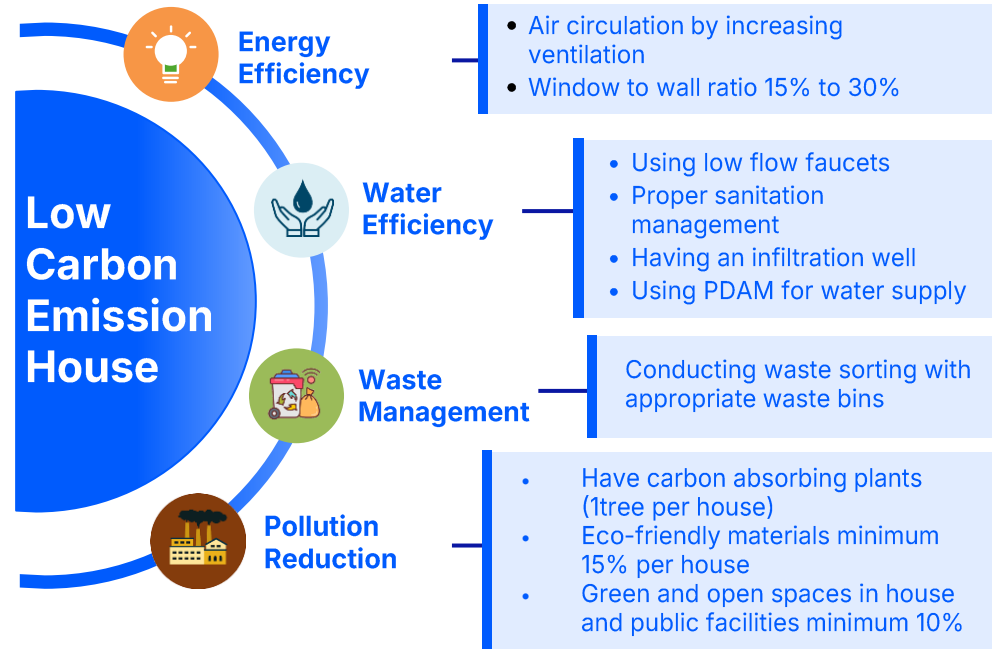 Low
Carbon
Emission
House
Energy
Efficiency
• Air circulation by increasing
ventilation
• Window to wall ratio 15% to 30%
Water
Efficiency
• Using low flow faucets
• Proper sanitation
management
• Having an infiltration well
• Using PDAM for water supply
Waste
Management
Conducting waste sorting with
appropriate waste bins
Pollution
Reduction
• Have carbon absorbing plants
(1tree per house)
• Eco-friendly materials minimum
15% per house
• Green and open spaces in house
and public facilities minimum 10%